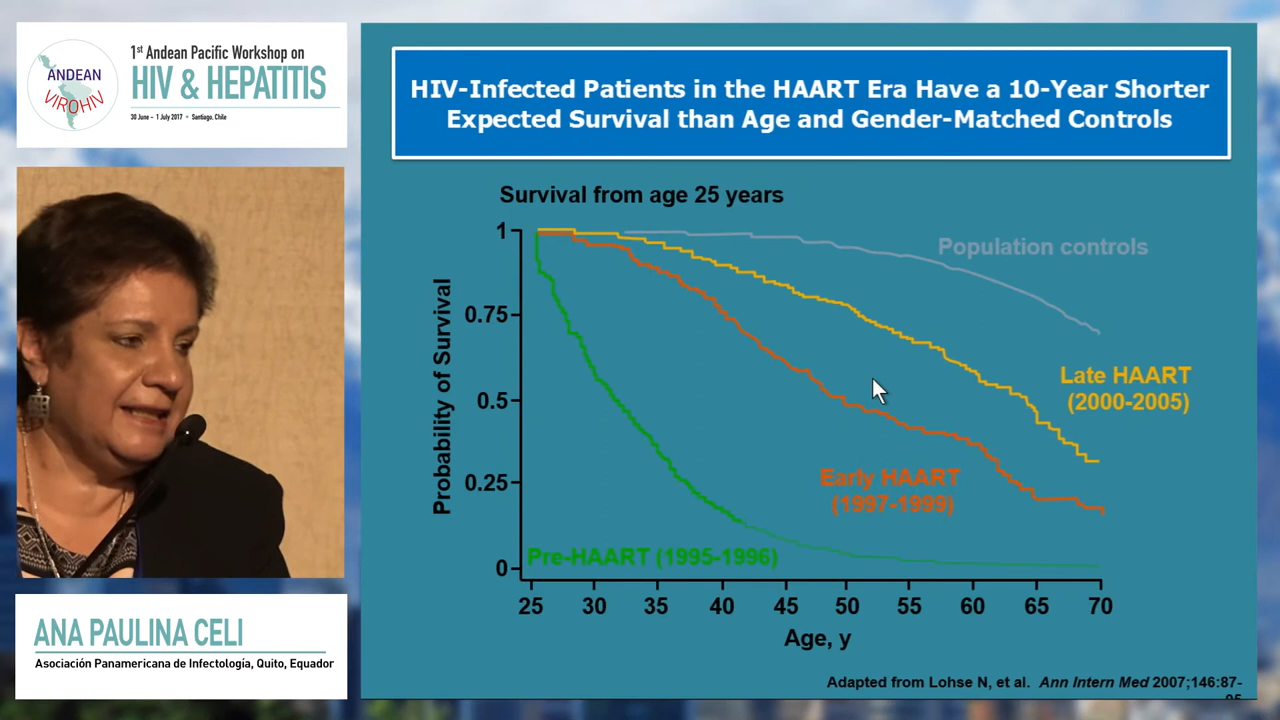 1st Andean Pacific Workshop on
HIV & HEPATITIS
30 June – 1 July 2017 • Santiago, Chile
ANDEAN
VIROHIV
ANA PAULINA CELI
Asociación Panamericana de Infectología, Quito, Equador
HIV-Infected Patients in the HAART Era Have a 10-Year Shorter
Expected Survival than Age and Gender-Matched Controls
Survival from age 25 years
Probability of Survival
1
0.75
0.5
0.25
0
Population controls
Late HAART
(2000-2005)
Early HAART
(1997-1999)
Pre-HAART (1995-1996)
25 30 35 40 45 50 55 60 65 70
Age, y
Adapted from Lohse N, et al. Ann Intern Med 2007;146:87-